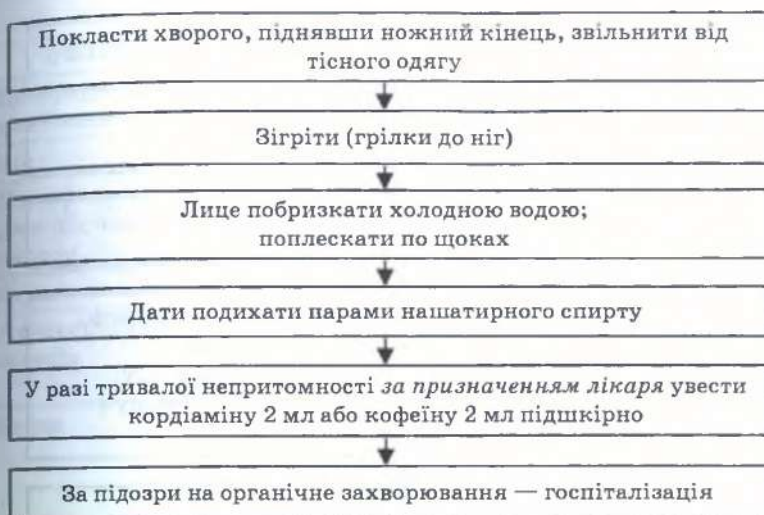 Покласти хворого, піднявши ножний кінець, звільнити від
тісного одягу
Зігріти (грілки до ніг)
Лице побризкати холодною водою;
поплескати по щоках
Дати подихати парами нашатирного спирту
У разі тривалої непритомності за призначенням лікаря увести
кордіаміну 2 мл або кофеїну 2 мл підшкірно
За підозри на органічне захворювання — госпіталізація